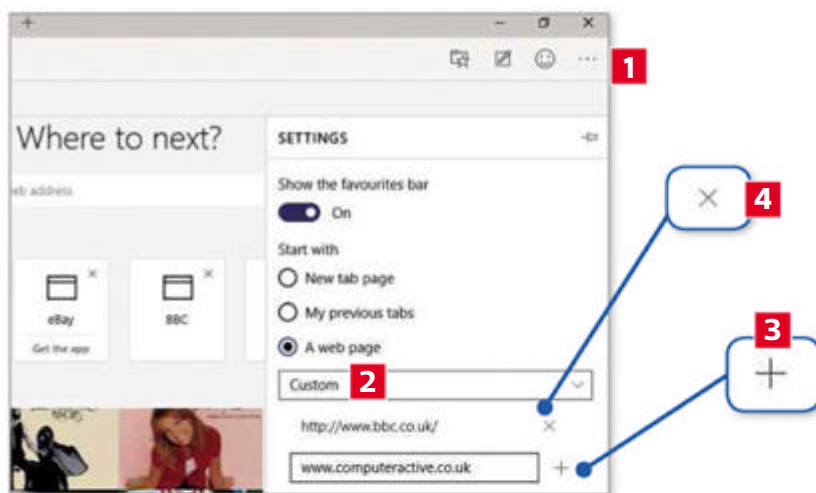 1
Where to next?
SETTINGS
Show the favourites bar
web address
On
4
Start with
New tab page
eBay
BBC
My previous tabs
Get the app
A web page
3
Custom
2
http://www.bbc.co.uk/
www.computeractive.co.uk